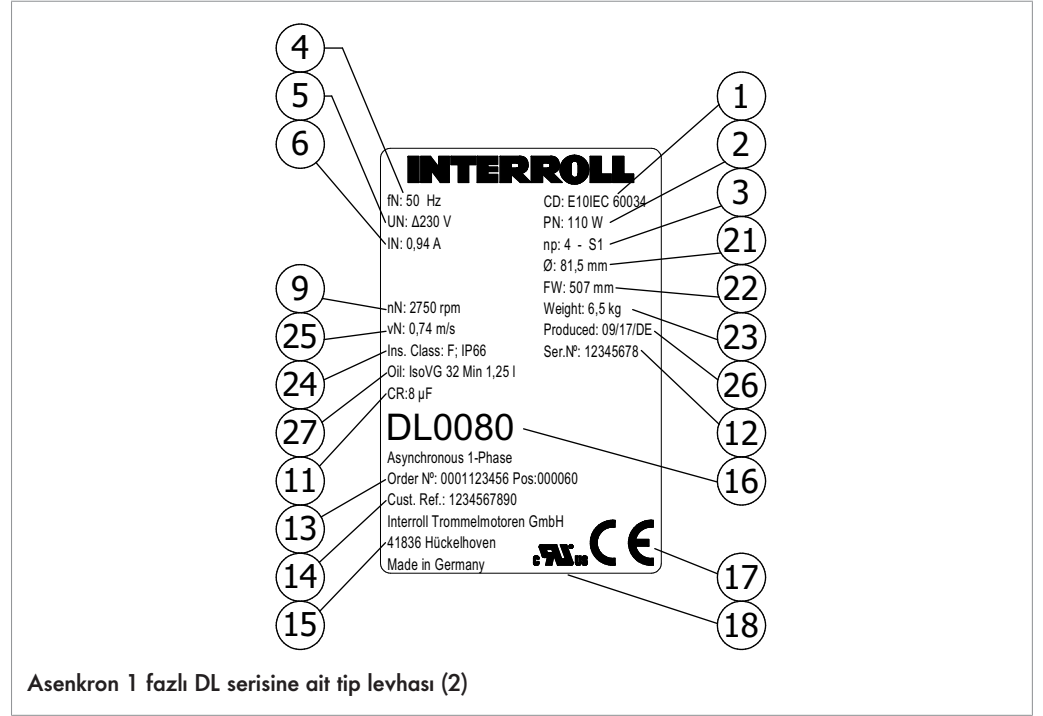 4
5
6
9
25
24
27
11
13
14
15
INTERROLL
fN: 50 Hz
UN: Δ230 V
IN: 0,94 A
nN: 2750 rpm
vN: 0,74 m/s
Ins. Class: F; IP66
Oil: IsoVG 32 Min 1,25 l
CR:8 µF
CD: E10IEC 60034
PN: 110 W
np: 4 - S1
Ø: 81,5 mm
FW: 507 mm
Weight: 6,5 kg
Produced: 09/17/DE
Ser.Nº: 12345678
DL0080
Asynchronous 1-Phase
Order Nº: 0001123456 Pos:000060
Cust. Ref.: 1234567890
Interroll Trommelmotoren GmbH
41836 Hückelhoven
Made in Germany
c RU us CE
1
2
3
21
22
23
26
12
16
17
18
Asenkron 1 fazlı DL serisine ait tip levhası (2)